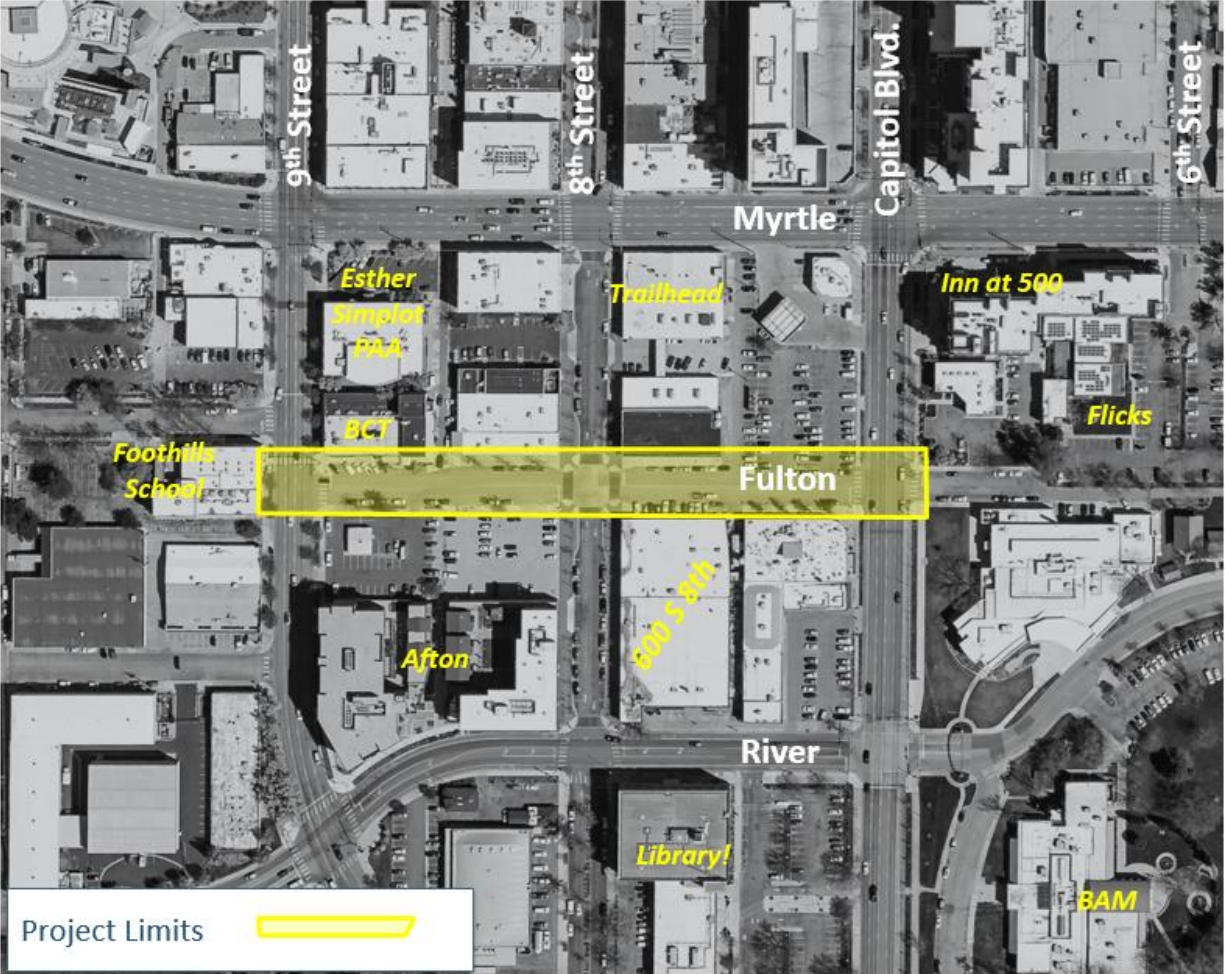 9th Street
8th Street
Capitol Blvd.
6th Street
Myrtle
Esther
Simplot
PAA
Trailhead
Inn at 500
BCT
Flicks
Foothills
School
Fulton
600 S 8th
Afton
River
Library!
BAM
Project Limits